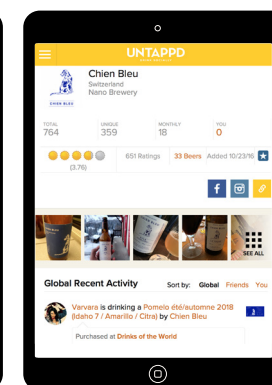 UNTAPPD
Chien Bleu
Switzerland
Nano Brewery
CHIEN BLEU
TOTAL UNIQUE MONTHLY YOU
764 359 18 0
(3.76) 651 Ratings 33 Beers Added 10/23/16
SEE ALL
Global Recent Activity Sort by: Global Friends You
Varvara is drinking a Pomelo été/automne 2018
(Idaho 7 / Amarillo / Citra) by Chien Bleu
Purchased at Drinks of the World